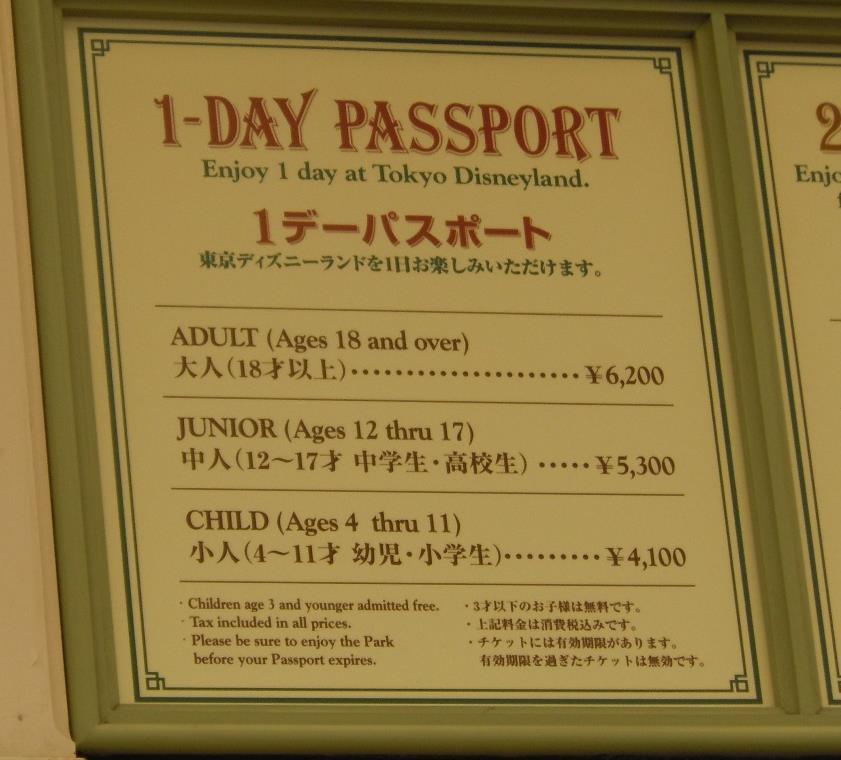 1-DAY PASSPORT
Enjoy 1 day at Tokyo Disneyland.
1デーパスポート
東京ディズニーランドを1日お楽しみいただけます。
ADULT (Ages 18 and over)
大人(18才以上)·····················¥6,200
JUNIOR (Ages 12 thru 17)
中人(12〜17才 中学生・高校生) ·····¥5,300
CHILD (Ages 4 thru 11)
小人(4〜11才 幼児・小学生)·········¥4,100
· Children age 3 and younger admitted free.
· Tax included in all prices.
· Please be sure to enjoy the Park
before your Passport expires.
・3才以下のお子様は無料です。
・上記料金は消費税込みです。
・チケットには有効期限があります。
有効期限を過ぎたチケットは無効です。
2
Enjo